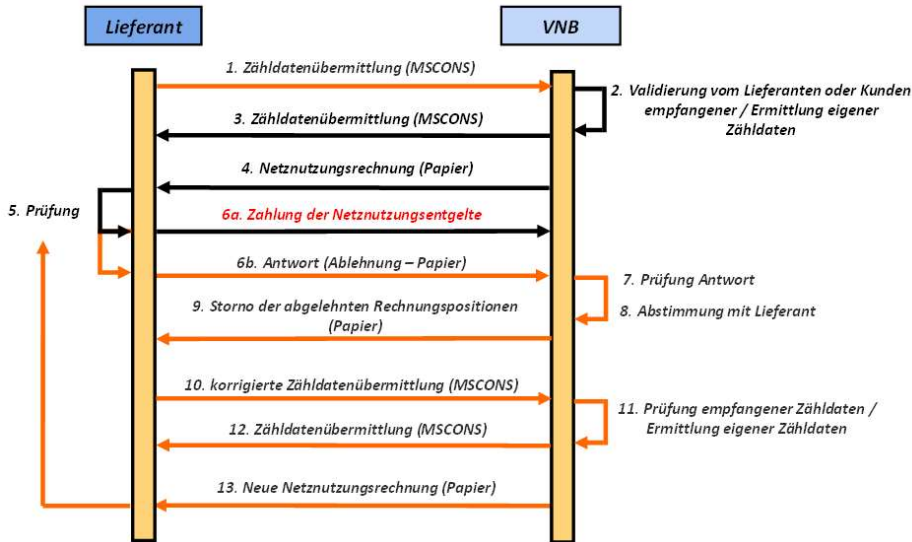 Lieferant
VNB
1. Zähldatenübermittlung (MSCONS)
2. Validierung vom Lieferanten oder Kunden
empfangener / Ermittlung eigener
Zähldaten
3. Zähldatenübermittlung (MSCONS)
4. Netznutzungsrechnung (Papier)
5. Prüfung
6a. Zahlung der Netznutzungsentgelte
6b. Antwort (Ablehnung – Papier)
7. Prüfung Antwort
8. Abstimmung mit Lieferant
9. Storno der abgelehnten Rechnungspositionen
(Papier)
10. korrigierte Zähldatenübermittlung (MSCONS)
11. Prüfung empfangener Zähldaten /
Ermittlung eigener Zähldaten
12. Zähldatenübermittlung (MSCONS)
13. Neue Netznutzungsrechnung (Papier)